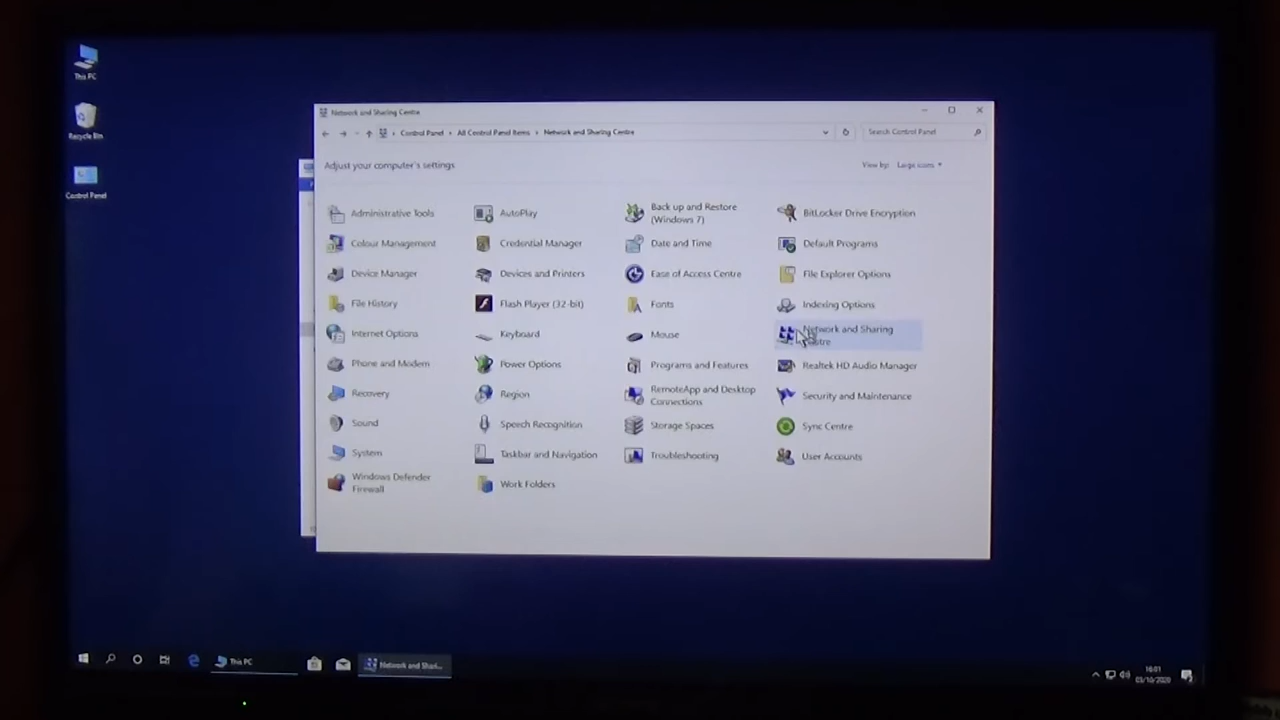 This PC
Recycle Bin
Control Panel
Network and Sharing Centre
Control Panel > All Control Panel Items > Network and Sharing Centre
Search Control Panel
Adjust your computer's settings
View by: Large icons
Administrative Tools
AutoPlay
Back up and Restore
(Windows 7)
BitLocker Drive Encryption
Colour Management
Credential Manager
Date and Time
Default Programs
Device Manager
Devices and Printers
Ease of Access Centre
File Explorer Options
File History
Flash Player (32-bit)
Fonts
Indexing Options
Internet Options
Keyboard
Mouse
Network and Sharing
Centre
Phone and Modem
Power Options
Programs and Features
Realtek HD Audio Manager
Recovery
Region
RemoteApp and Desktop
Connections
Security and Maintenance
Sound
Speech Recognition
Storage Spaces
Sync Centre
System
Taskbar and Navigation
Troubleshooting
User Accounts
Windows Defender
Firewall
Work Folders
This PC
Network and Shari...
16:01
03/10/2020